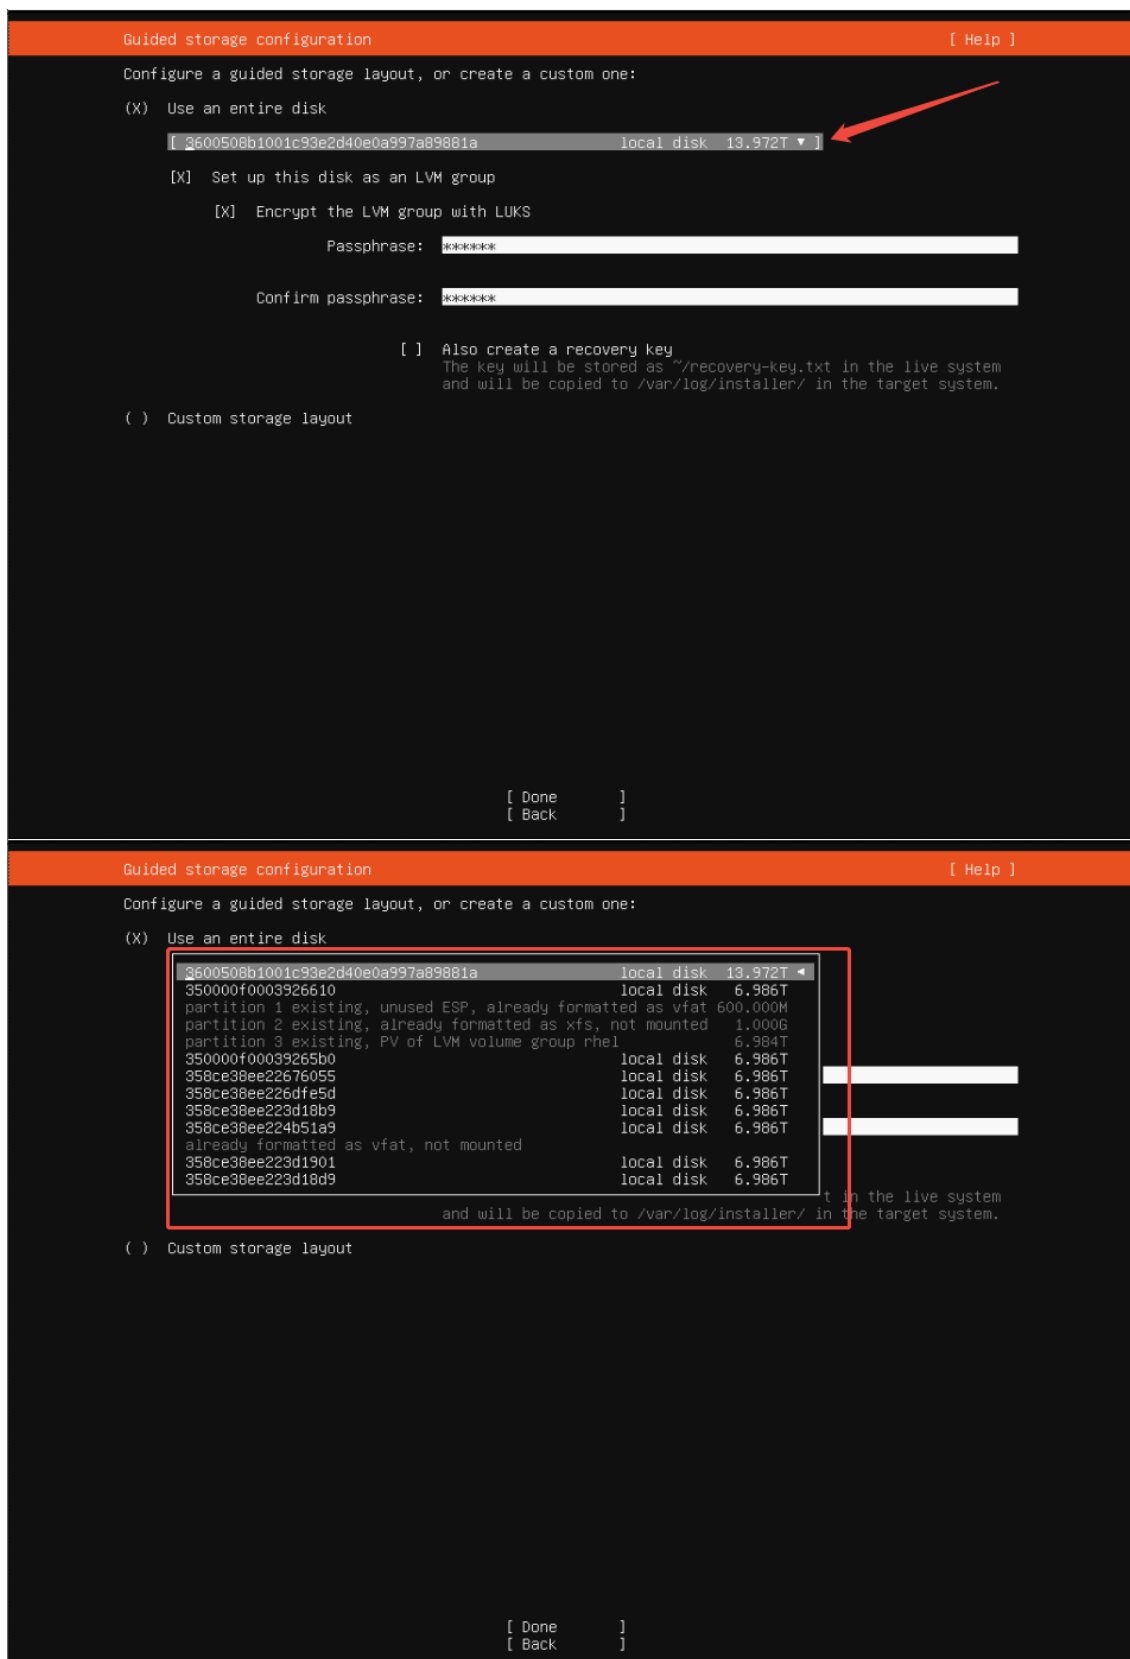 Guided storage configuration [ Help ]
Configure a guided storage layout, or create a custom one:
(X) Use an entire disk
[ 3600508b1001c93e2d40e0a997a89881a local disk 13.972T ▾ ]
[X] Set up this disk as an LVM group
[X] Encrypt the LVM group with LUKS
Passphrase: ******
Confirm passphrase: ******
[ ] Also create a recovery key
The key will be stored as ~/recovery-key.txt in the live system
and will be copied to /var/log/installer/ in the target system.
( ) Custom storage layout
[ Done ]
[ Back ]
Guided storage configuration [ Help ]
Configure a guided storage layout, or create a custom one:
(X) Use an entire disk
3600508b1001c93e2d40e0a997a89881a local disk 13.972T ◂
350000f0003926610 local disk 6.986T
partition 1 existing, unused ESP, already formatted as vfat 600.000M
partition 2 existing, already formatted as xfs, not mounted 1.000G
partition 3 existing, PV of LVM volume group rhel 6.984T
350000f00039265b0 local disk 6.986T
358ce38ee22676055 local disk 6.986T
358ce38ee226dfe5d local disk 6.986T
358ce38ee223d18b9 local disk 6.986T
358ce38ee224b51a9 local disk 6.986T
already formatted as vfat, not mounted
358ce38ee223d1901 local disk 6.986T
358ce38ee223d18d9 local disk 6.986T
t in the live system
and will be copied to /var/log/installer/ in the target system.
( ) Custom storage layout
[ Done ]
[ Back ]